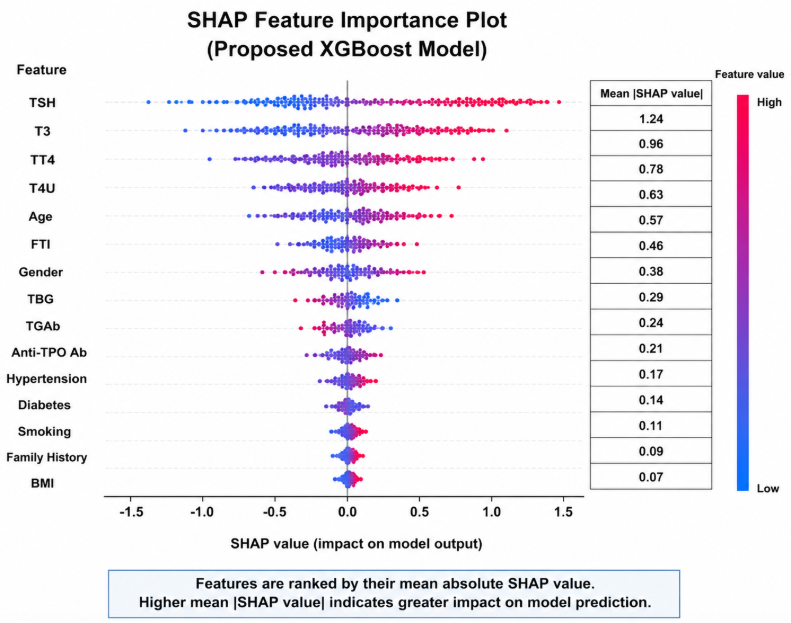 SHAP Feature Importance Plot
(Proposed XGBoost Model)
Feature
Feature value
Mean |SHAP value|
High
TSH
1.24
T3
0.96
TT4
0.78
T4U
0.63
Age
0.57
FTI
0.46
Gender
0.38
TBG
0.29
TGAb
0.24
Anti-TPO Ab
0.21
Hypertension
0.17
Diabetes
0.14
Smoking
0.11
Family History
0.09
BMI
0.07
Low
-1.5 -1.0 -0.5 0.0 0.5 1.0 1.5
SHAP value (impact on model output)
Features are ranked by their mean absolute SHAP value.
Higher mean |SHAP value| indicates greater impact on model prediction.